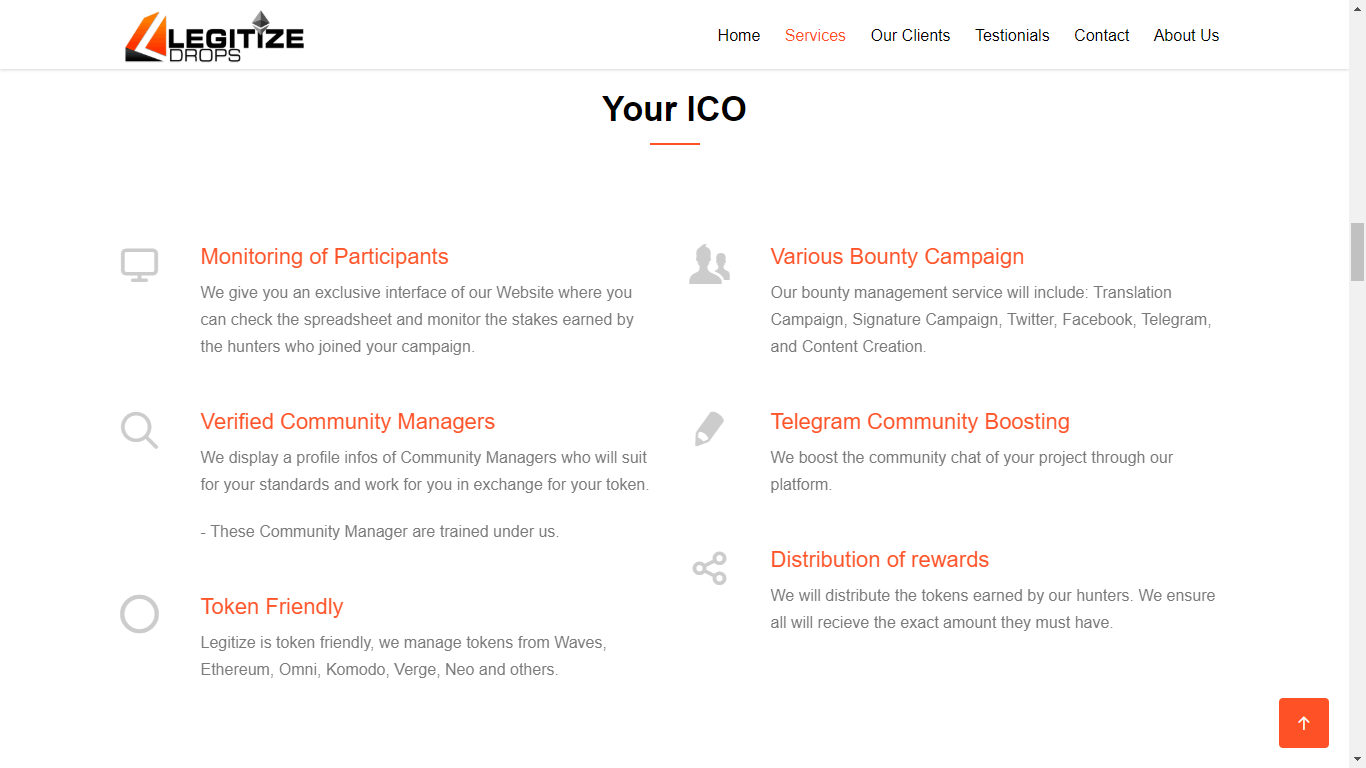 LEGITIZE
DROPS
Home Services Our Clients Testionials Contact About Us
Your ICO
Monitoring of Participants
We give you an exclusive interface of our Website where you
can check the spreadsheet and monitor the stakes earned by
the hunters who joined your campaign.
Verified Community Managers
We display a profile infos of Community Managers who will suit
for your standards and work for you in exchange for your token.
- These Community Manager are trained under us.
Token Friendly
Legitize is token friendly, we manage tokens from Waves,
Ethereum, Omni, Komodo, Verge, Neo and others.
Various Bounty Campaign
Our bounty management service will include: Translation
Campaign, Signature Campaign, Twitter, Facebook, Telegram,
and Content Creation.
Telegram Community Boosting
We boost the community chat of your project through our
platform.
Distribution of rewards
We will distribute the tokens earned by our hunters. We ensure
all will recieve the exact amount they must have.